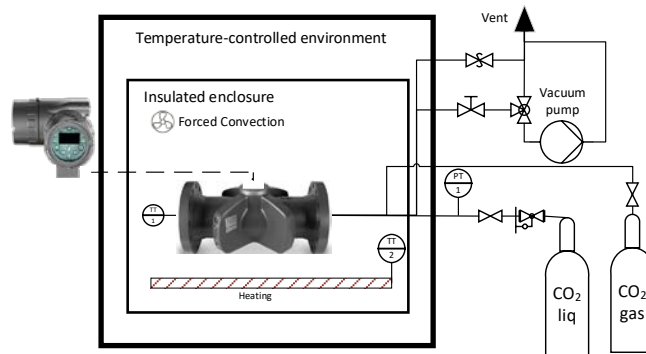 Vent
Temperature-controlled environment
Insulated enclosure
Forced Convection
Vacuum
pump
PT
1
TT
1
TT
2
Heating
CO₂
liq
CO₂
gas